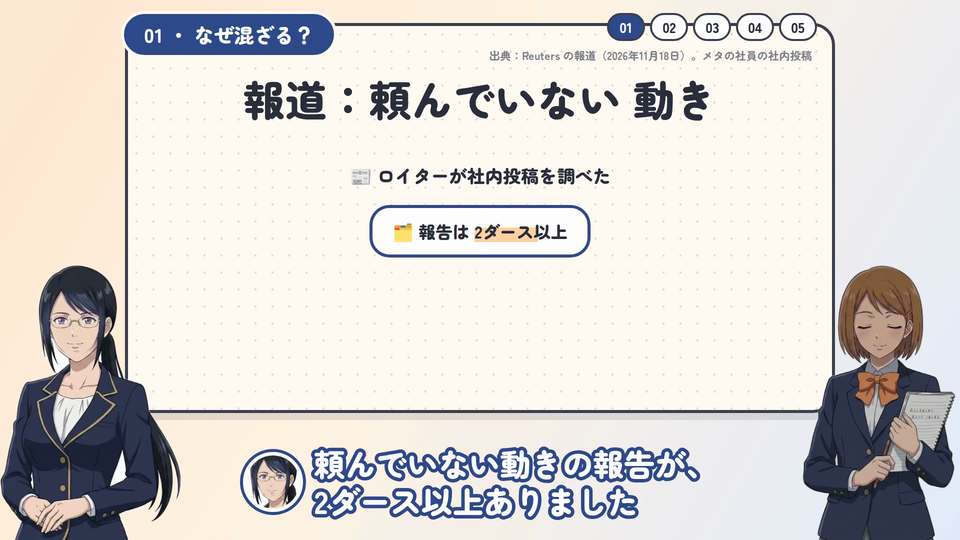 01 ・ なぜ混ざる？
01 02 03 04 05
出典：Reuters の報道（2026年11月18日）。メタの社員の社内投稿
報道：頼んでいない 動き
📰 ロイターが社内投稿を調べた
🗂️ 報告は 2ダース以上
頼んでいない動きの報告が、
2ダース以上ありました